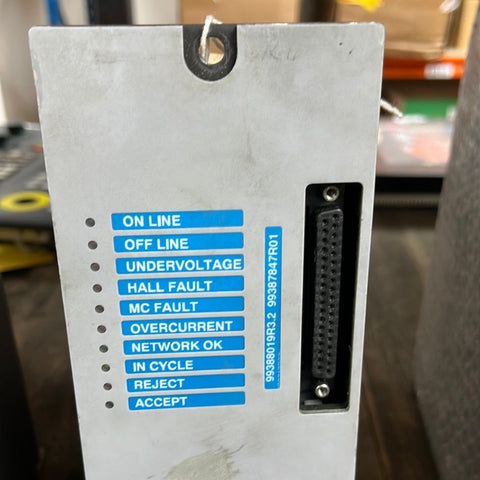 ON LINE
OFF LINE
UNDERVOLTAGE
HALL FAULT
MC FAULT
OVERCURRENT
NETWORK OK
IN CYCLE
REJECT
ACCEPT
99388019R3.2 99387847R01